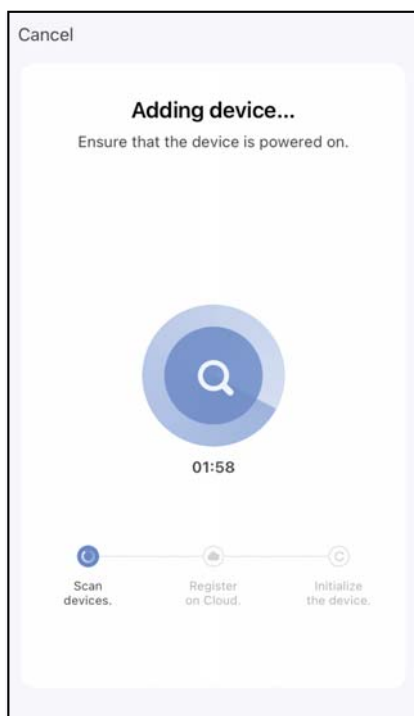 Cancel
Adding device...
Ensure that the device is powered on.
01:58
Scan
devices.
Register
on Cloud.
Initialize
the device.